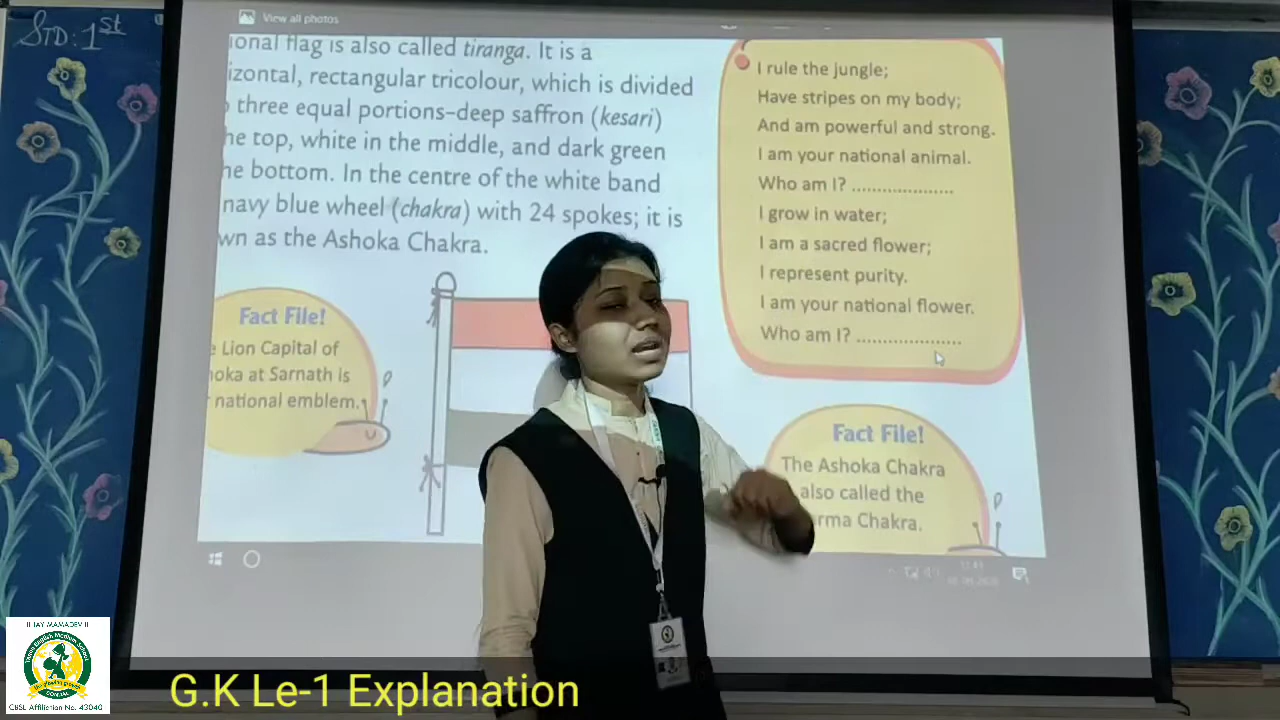 STD: 1st
View all photos
ional flag is also called tiranga. It is a
izontal, rectangular tricolour, which is divided
three equal portions–deep saffron (kesari)
he top, white in the middle, and dark green
he bottom. In the centre of the white band
navy blue wheel (chakra) with 24 spokes; it is
wn as the Ashoka Chakra.
Fact File!
e Lion Capital of
hoka at Sarnath is
national emblem.
I rule the jungle;
Have stripes on my body;
And am powerful and strong.
I am your national animal.
Who am I? ....................
I grow in water;
I am a sacred flower;
I represent purity.
I am your national flower.
Who am I? ....................
Fact File!
The Ashoka Chakra
also called the
arma Chakra.
II JAY MAMADEV II
CBSE Affiliation No. 43040
G.K Le-1 Explanation